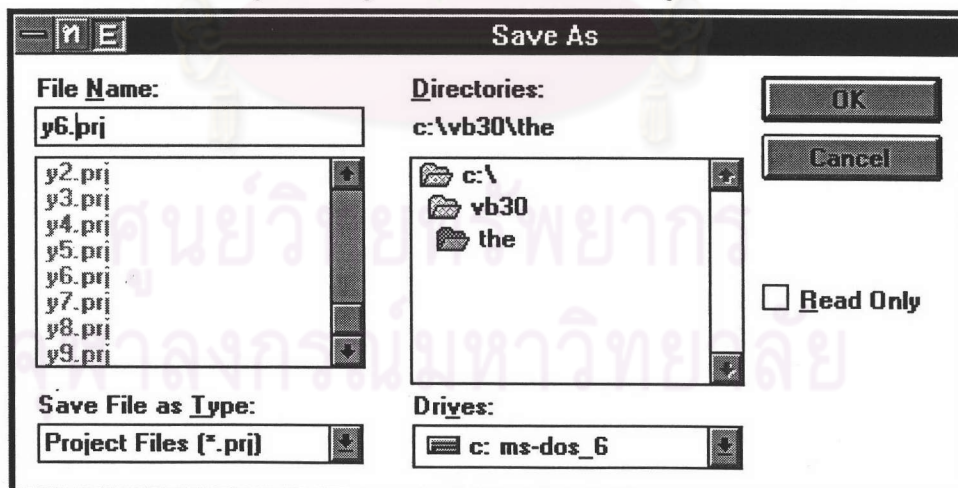 ท E Save As
File Name:
y6.prj
y2.prj
y3.prj
y4.prj
y5.prj
y6.prj
y7.prj
y8.prj
y9.prj
Save File as Type:
Project Files (*.prj)
Directories:
c:\vb30\the
c:\
vb30
the
Drives:
c: ms-dos_6
OK
Cancel
Read Only
ศูนย์วิทยทรัพยากร
จุฬาลงกรณ์มหาวิทยาลัย